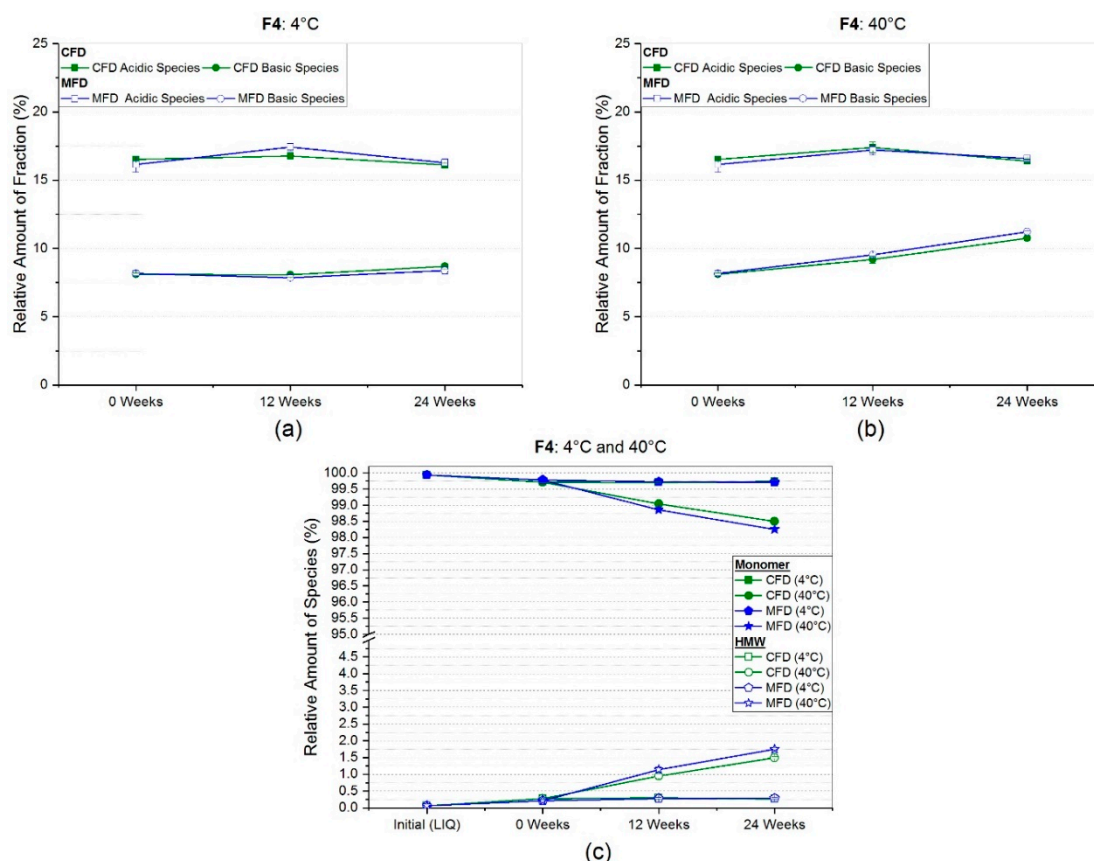 F4: 4°C
25
20
15
10
5
0
Relative Amount of Fraction (%)
CFD
CFD Acidic Species CFD Basic Species
MFD
MFD Acidic Species MFD Basic Species
0 Weeks 12 Weeks 24 Weeks
(a)
F4: 40°C
25
20
15
10
5
0
Relative Amount of Fraction (%)
CFD
CFD Acidic Species CFD Basic Species
MFD
MFD Acidic Species MFD Basic Species
0 Weeks 12 Weeks 24 Weeks
(b)
F4: 4°C and 40°C
100.0
99.5
99.0
98.5
98.0
97.5
97.0
96.5
96.0
95.5
95.0
4.5
4.0
3.5
3.0
2.5
2.0
1.5
1.0
0.5
0.0
Relative Amount of Species (%)
Monomer
CFD (4°C)
CFD (40°C)
MFD (4°C)
MFD (40°C)
HMW
CFD (4°C)
CFD (40°C)
MFD (4°C)
MFD (40°C)
Initial (LIQ) 0 Weeks 12 Weeks 24 Weeks
(c)